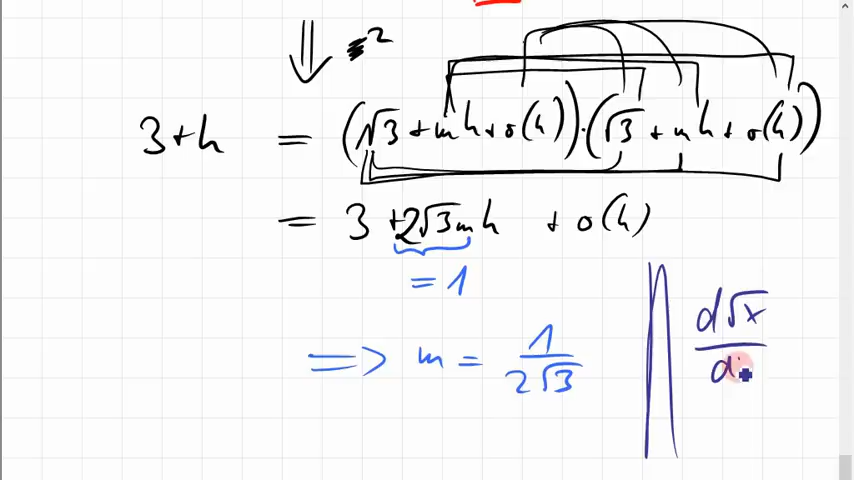 ⇓ ²
3+h = (√3 + mh + o(h))·(√3 + mh + o(h))
= 3 +2√3mh + o(h)
= 1
⇒ m = 1/(2√3)
d√x
d